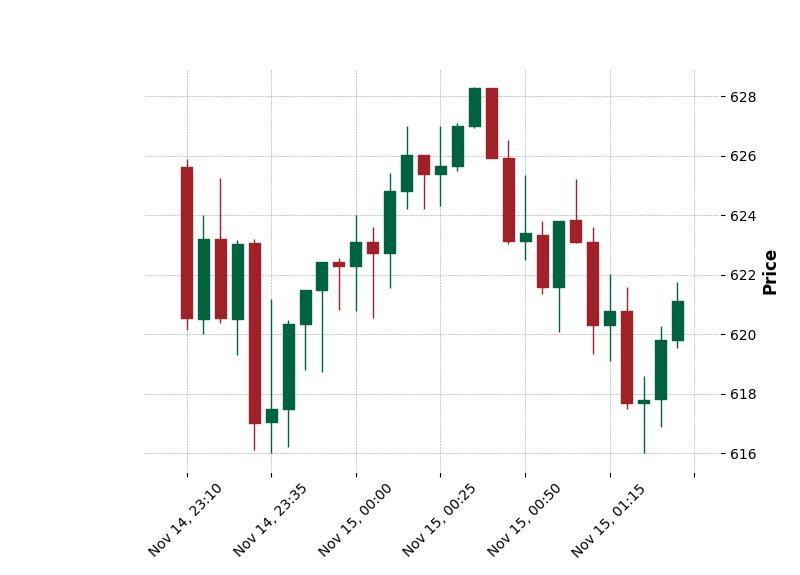 628
626
624
622
620
618
616
Price
Nov 14, 23:10
Nov 14, 23:35
Nov 15, 00:00
Nov 15, 00:25
Nov 15, 00:50
Nov 15, 01:15